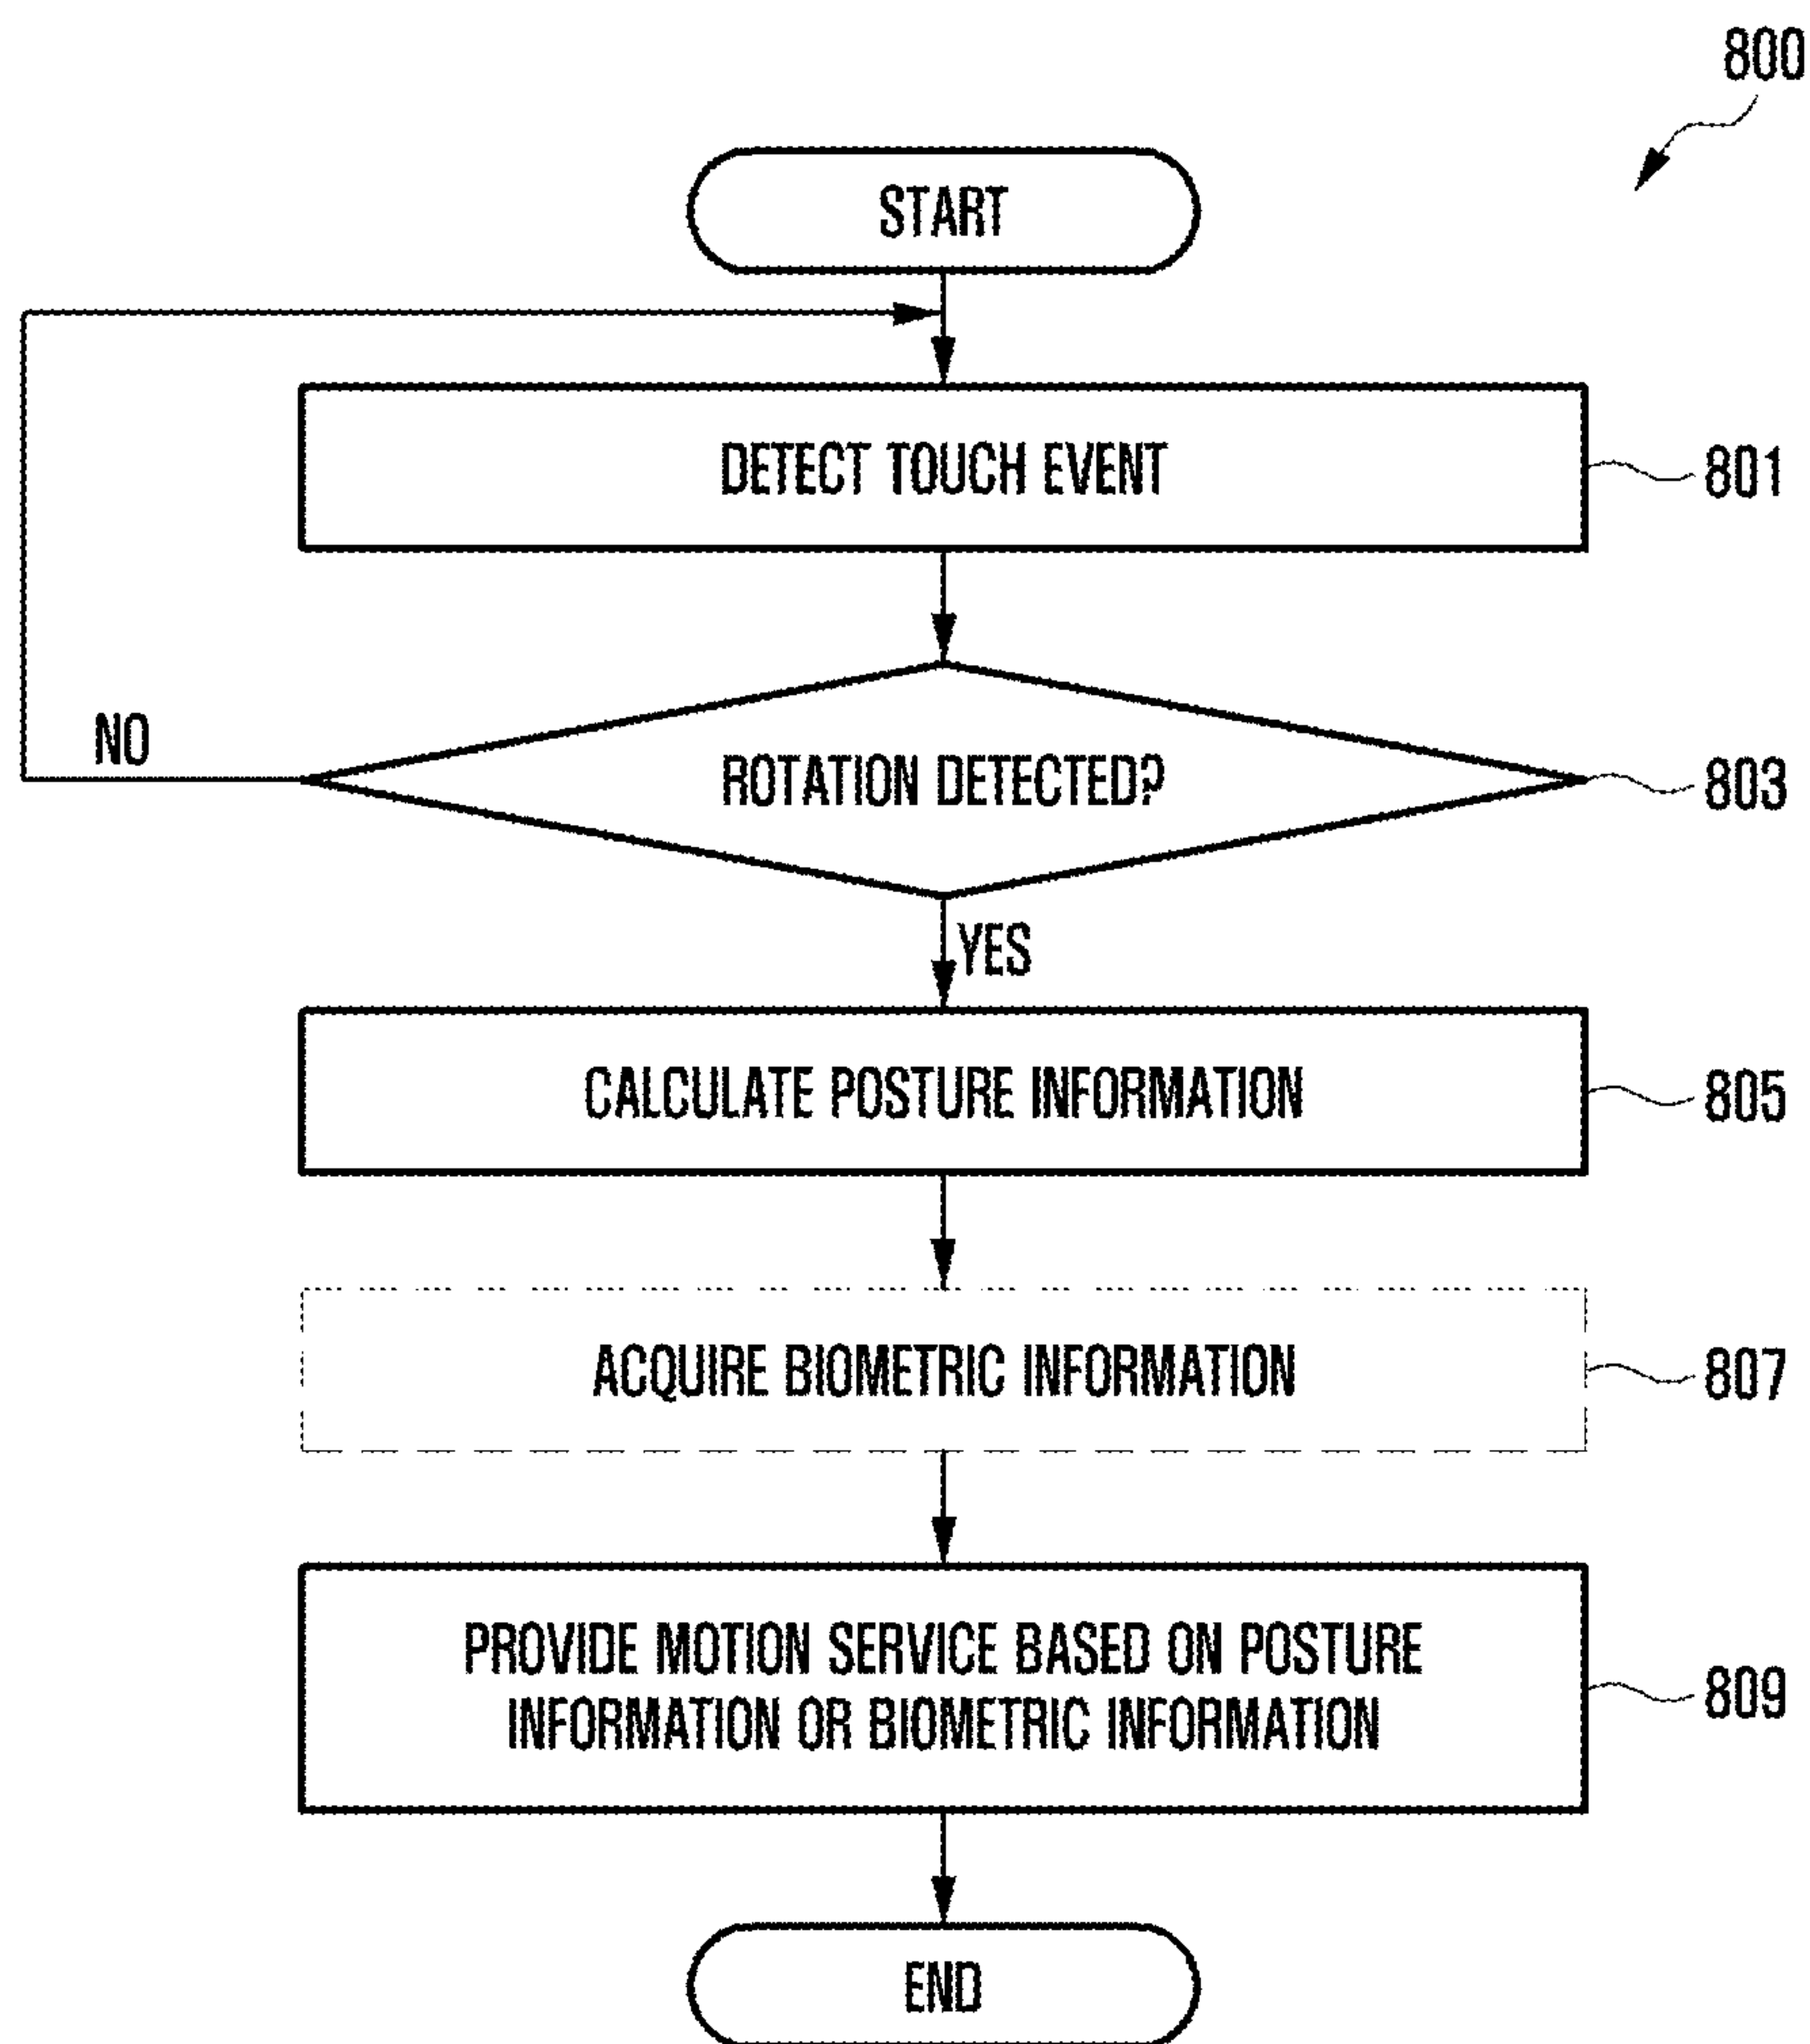 800
START
DETECT TOUCH EVENT
801
NO
ROTATION DETECTED?
803
YES
CALCULATE POSTURE INFORMATION
805
ACQUIRE BIOMETRIC INFORMATION
807
PROVIDE MOTION SERVICE BASED ON POSTURE
INFORMATION OR BIOMETRIC INFORMATION
809
END